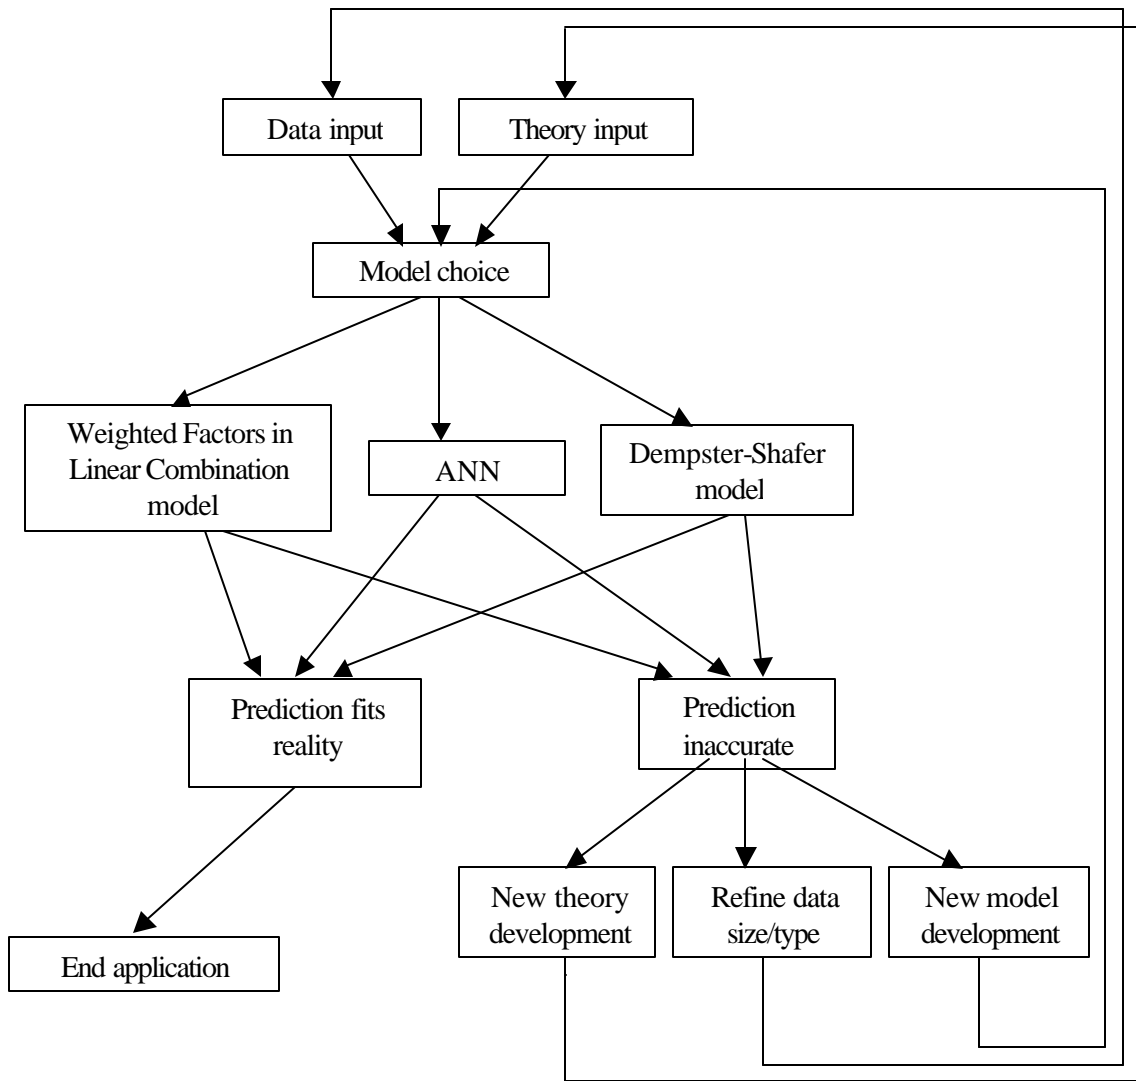 Data input
Theory input
Model choice
Weighted Factors in
Linear Combination
model
ANN
Dempster-Shafer
model
Prediction fits
reality
Prediction
inaccurate
New theory
development
Refine data
size/type
New model
development
End application